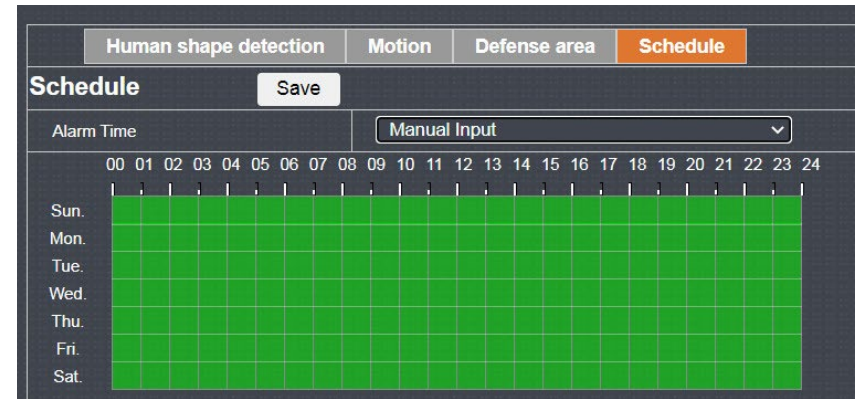 Human shape detection Motion Defense area Schedule
Schedule Save
Alarm Time Manual Input
00 01 02 03 04 05 06 07 08 09 10 11 12 13 14 15 16 17 18 19 20 21 22 23 24
Sun.
Mon.
Tue.
Wed.
Thu.
Fri.
Sat.